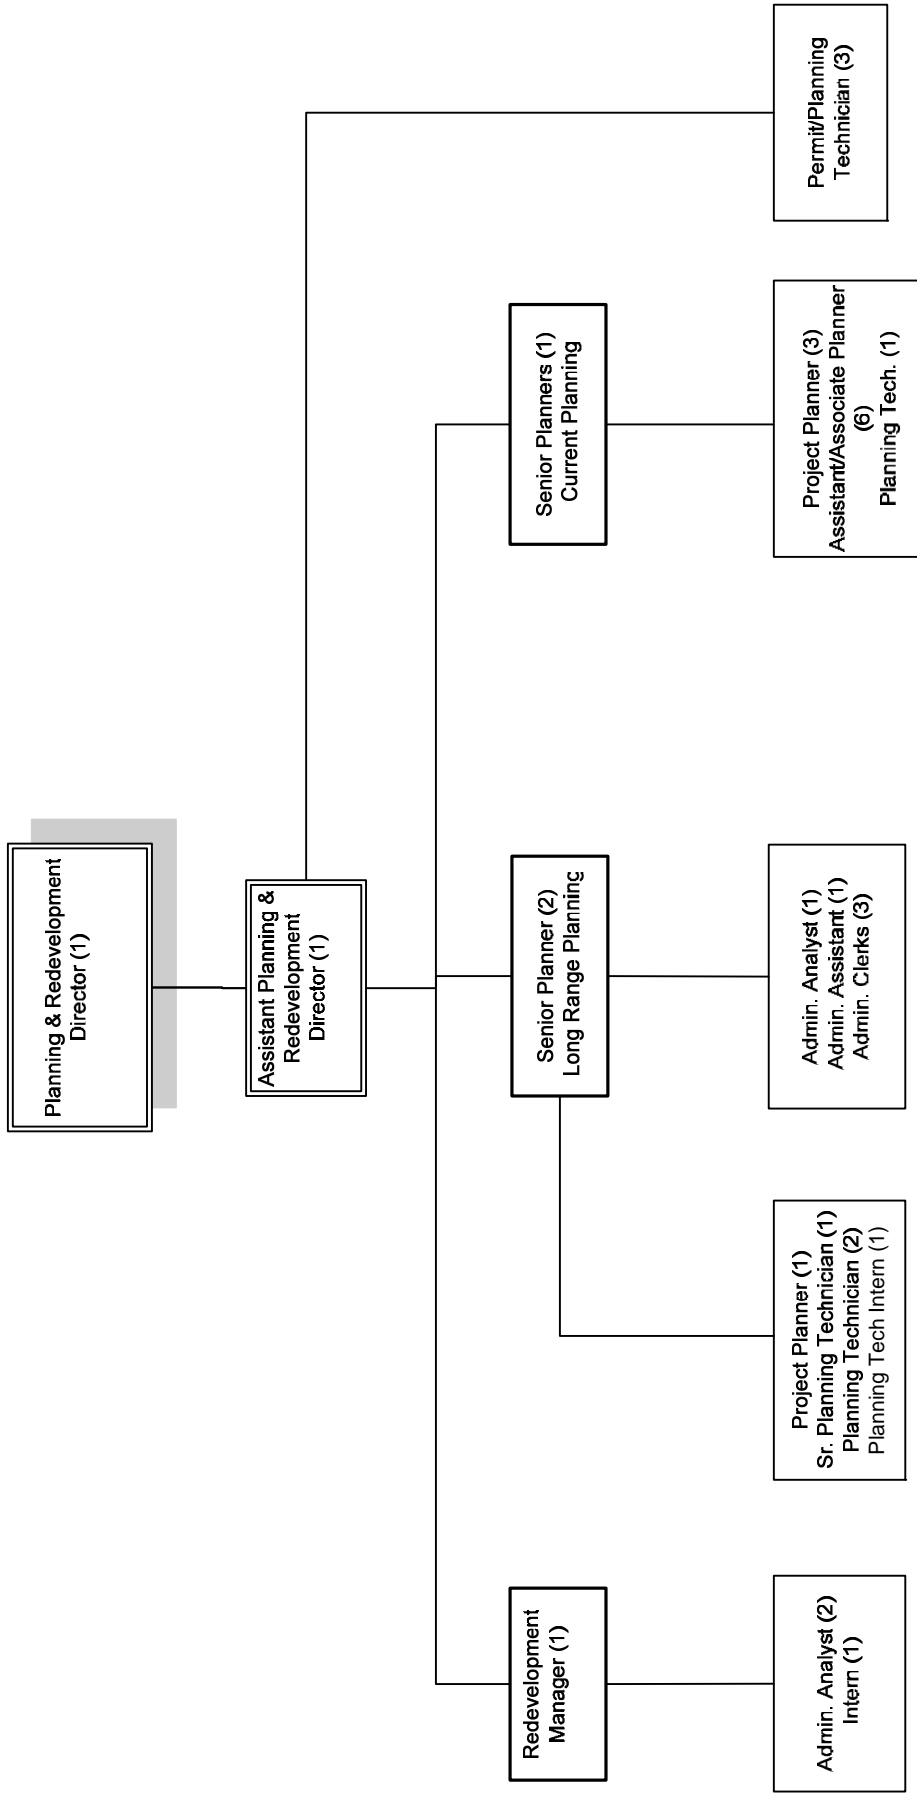 Planning & Redevelopment
Director (1)
Assistant Planning &
Redevelopment
Director (1)
Redevelopment
Manager (1)
Senior Planner (2)
Long Range Planning
Senior Planners (1)
Current Planning
Admin. Analyst (2)
Intern (1)
Project Planner (1)
Sr. Planning Technician (1)
Planning Technician (2)
Planning Tech Intern (1)
Admin. Analyst (1)
Admin. Assistant (1)
Admin. Clerks (3)
Project Planner (3)
Assistant/Associate Planner
(6)
Planning Tech. (1)
Permit/Planning
Technician (3)